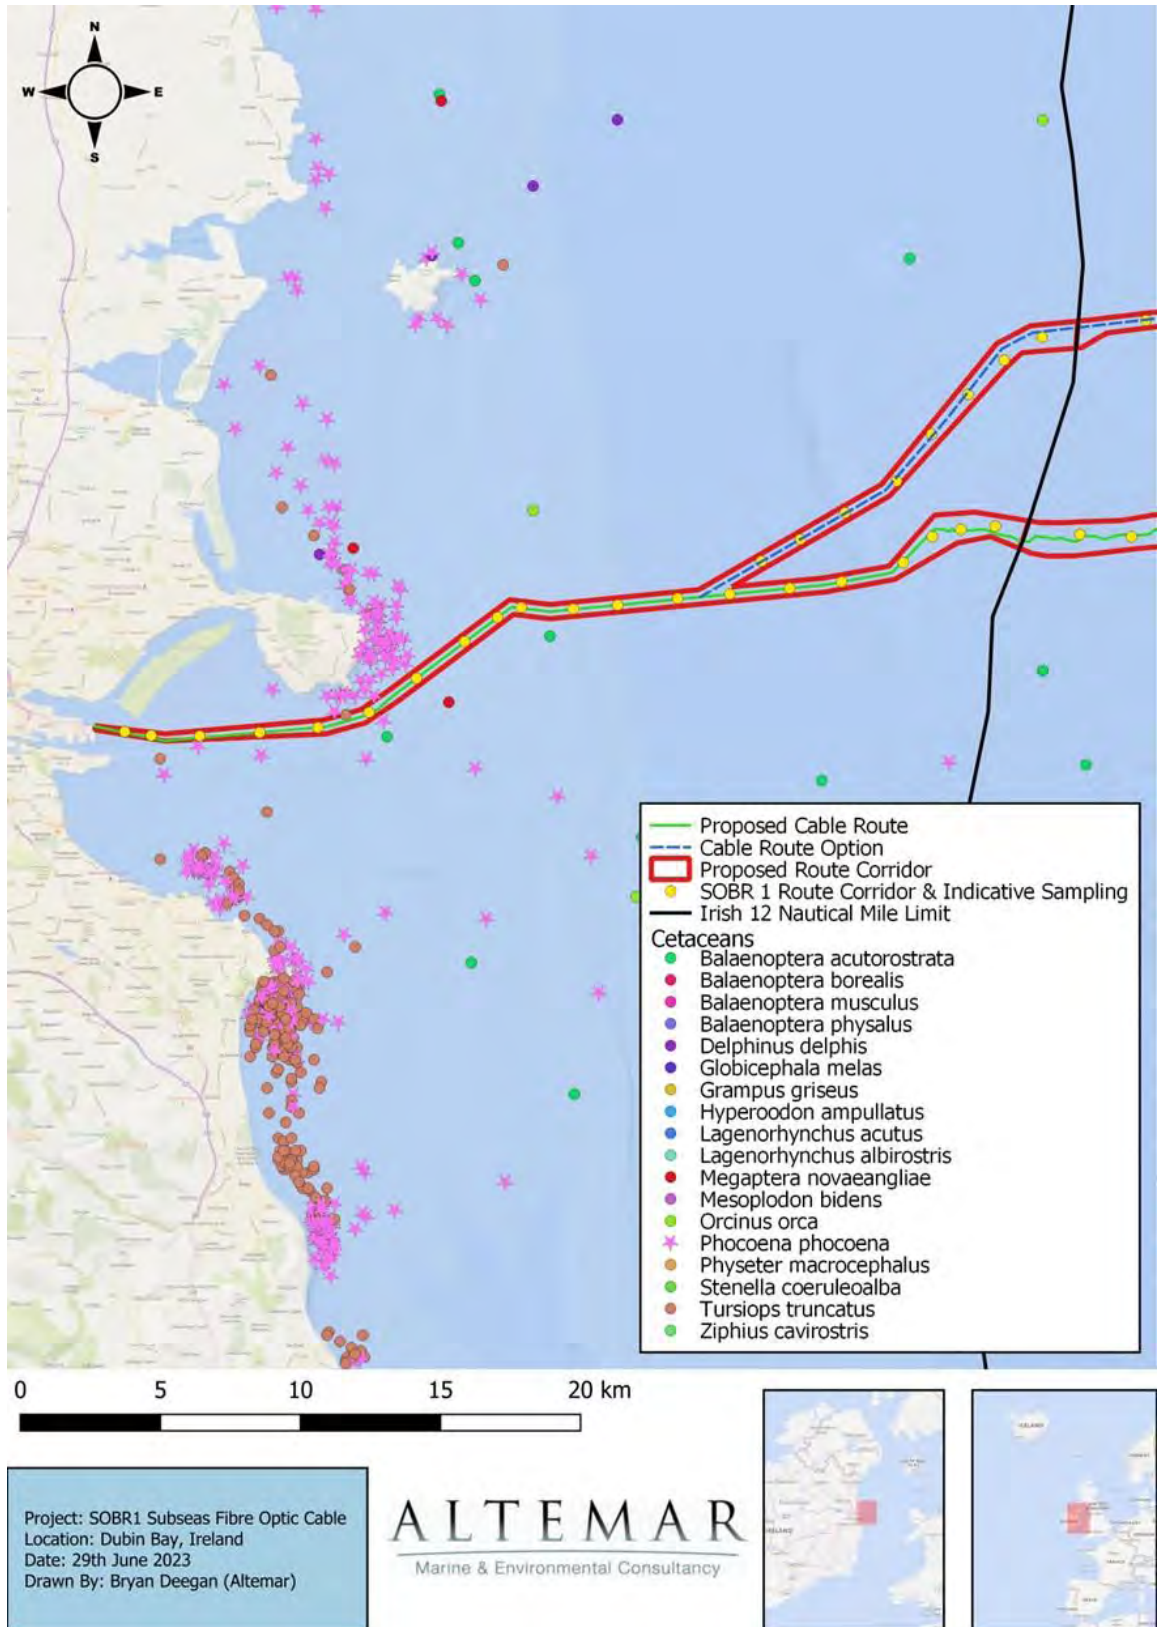 N
W
E
S
Proposed Cable Route
Cable Route Option
Proposed Route Corridor
SOBR 1 Route Corridor & Indicative Sampling
Irish 12 Nautical Mile Limit
Cetaceans
Balaenoptera acutorostrata
Balaenoptera borealis
Balaenoptera musculus
Balaenoptera physalus
Delphinus delphis
Globicephala melas
Grampus griseus
Hyperoodon ampullatus
Lagenorhynchus acutus
Lagenorhynchus albirostris
Megaptera novaeangliae
Mesoplodon bidens
Orcinus orca
Phocoena phocoena
Physeter macrocephalus
Stenella coeruleoalba
Tursiops truncatus
Ziphius cavirostris
0 5 10 15 20 km
Project: SOBR1 Subseas Fibre Optic Cable
Location: Dubin Bay, Ireland
Date: 29th June 2023
Drawn By: Bryan Deegan (Altemar)
ALTEMAR
Marine & Environmental Consultancy
ICELAND